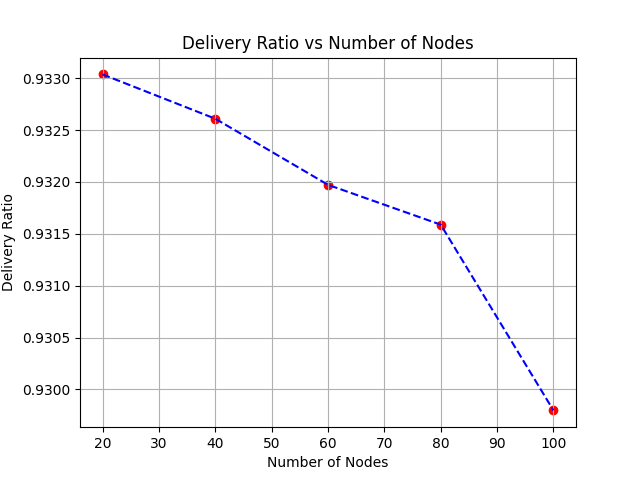 Delivery Ratio vs Number of Nodes
0.9330
0.9325
0.9320
0.9315
0.9310
0.9305
0.9300
Delivery Ratio
20 30 40 50 60 70 80 90 100
Number of Nodes